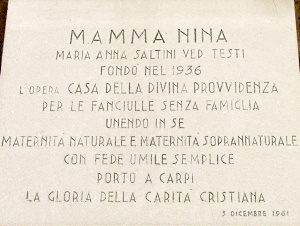 MAMMA NINA
MARIA ANNA SALTINI VED TESTI
FONDÒ NEL 1936
L'OPERA CASA DELLA DIVINA PROVVIDENZA
PER LE FANCIULLE SENZA FAMIGLIA
UNENDO IN SE
MATERNITÀ NATURALE E MATERNITÀ SOPRANNATURALE
CON FEDE UMILE SEMPLICE
PORTÒ A CARPI
LA GLORIA DELLA CARITÀ CRISTIANA
3 DICEMBRE 1961